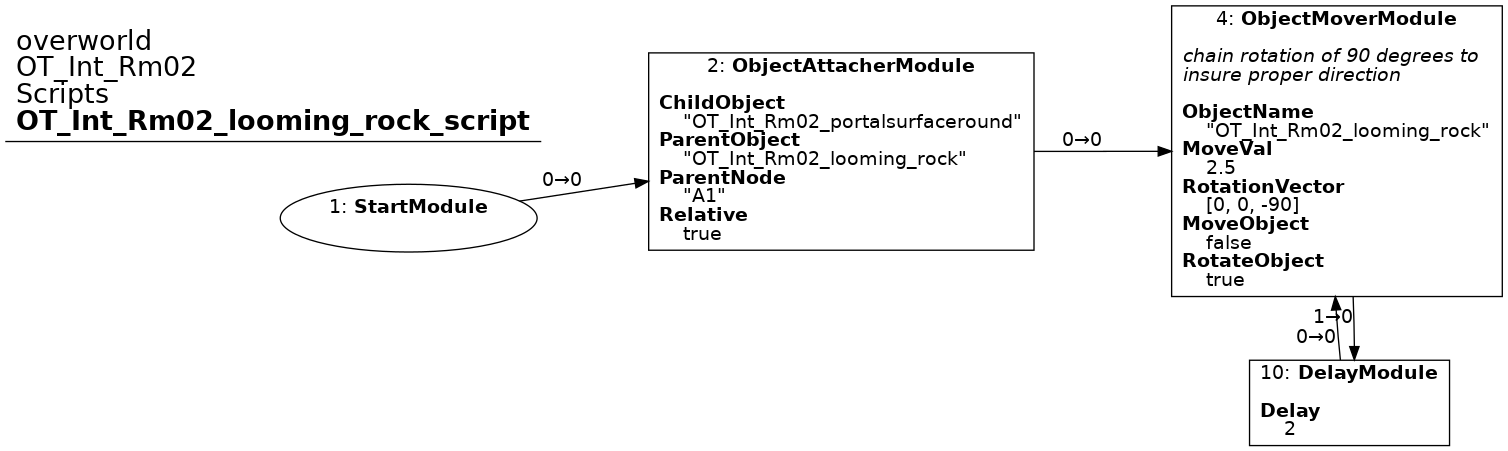 overworld
OT_Int_Rm02
Scripts
OT_Int_Rm02_looming_rock_script
1: StartModule
0→0
2: ObjectAttacherModule
ChildObject
"OT_Int_Rm02_portalsurfaceround"
ParentObject
"OT_Int_Rm02_looming_rock"
ParentNode
"A1"
Relative
true
0→0
4: ObjectMoverModule
chain rotation of 90 degrees to
insure proper direction
ObjectName
"OT_Int_Rm02_looming_rock"
MoveVal
2.5
RotationVector
[0, 0, -90]
MoveObject
false
RotateObject
true
1→0
0→0
10: DelayModule
Delay
2